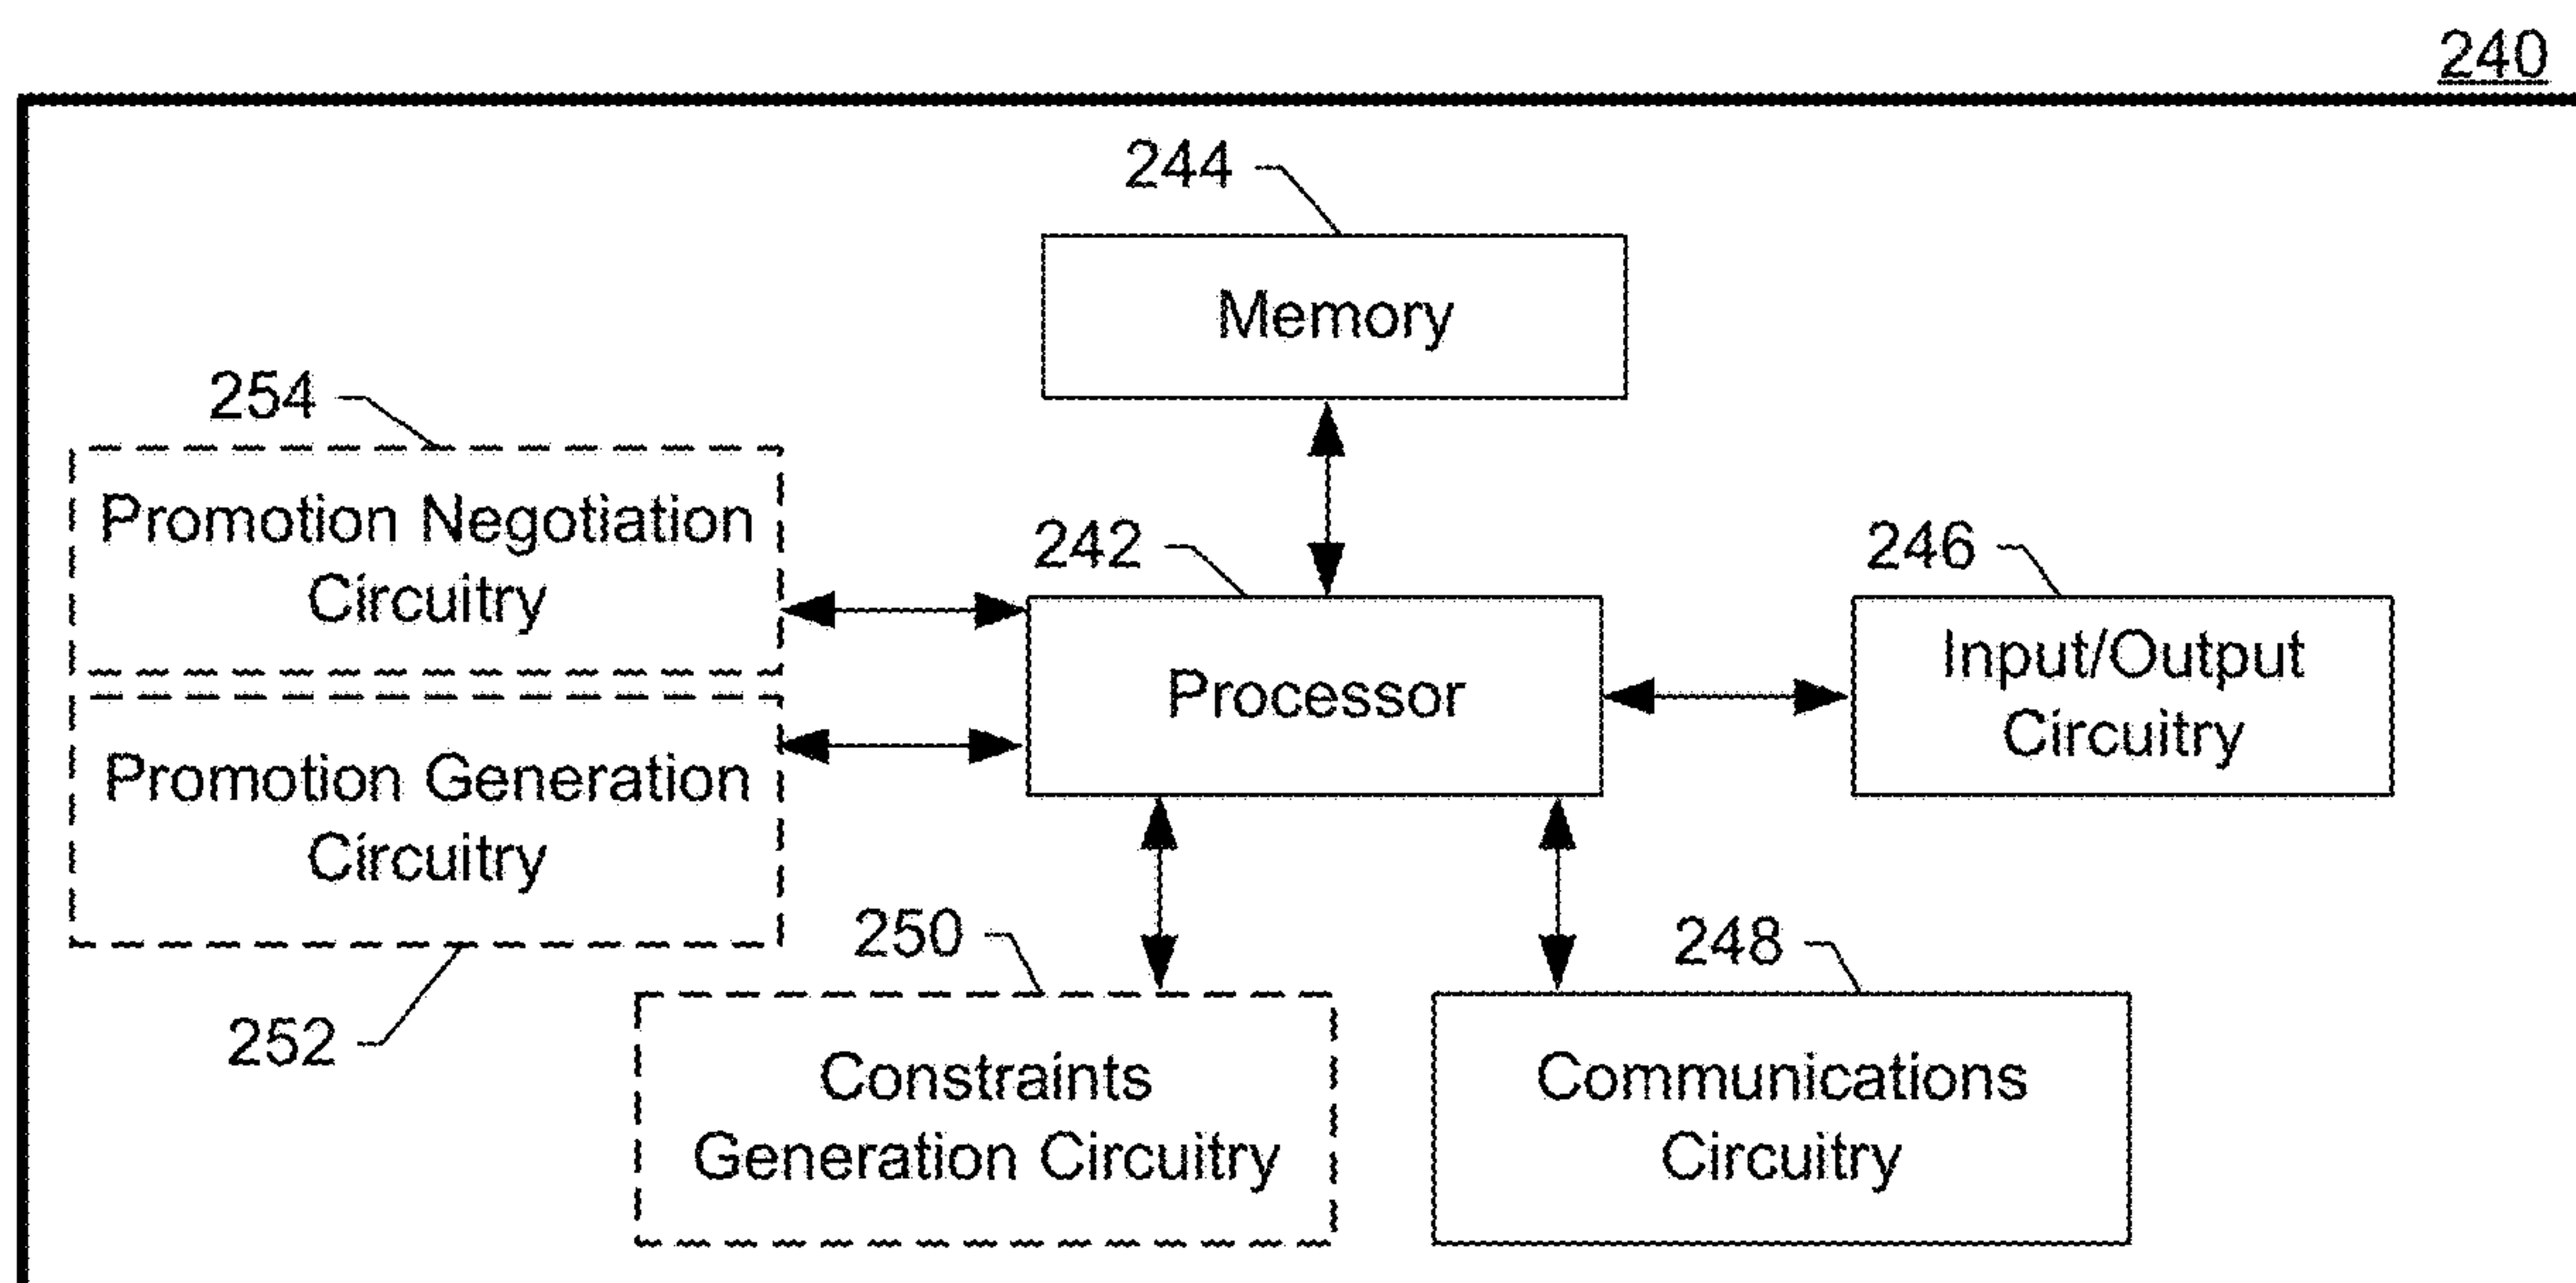 240
244
Memory
254
Promotion Negotiation
Circuitry
242
Processor
246
Input/Output
Circuitry
Promotion Generation
Circuitry
252
250
Constraints
Generation Circuitry
248
Communications
Circuitry